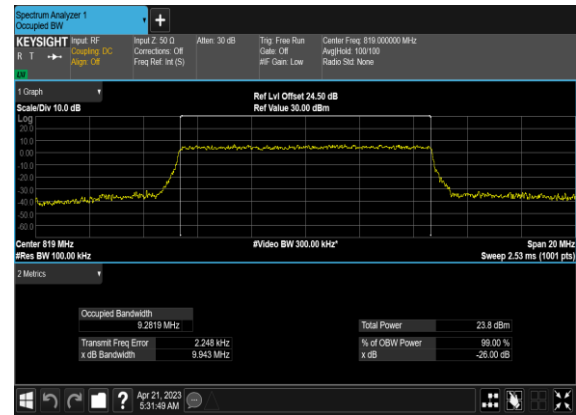 Spectrum Analyzer 1
Occupied BW
+
KEYSIGHT Input: RF Input Z: 50 Ω Atten: 30 dB Trig: Free Run Center Freq: 819.000000 MHz
R T Coupling: DC Corrections: Off Gate: Off Avg|Hold: 100/100
Align: Off Freq Ref: Int (S) #IF Gain: Low Radio Std: None
1 Graph
Ref Lvl Offset 24.50 dB
Scale/Div 10.0 dB Ref Value 30.00 dBm
Log
20.0
10.0
0.00
-10.0
-20.0
-30.0
-40.0
-50.0
-60.0
Center 819 MHz #Video BW 300.00 kHz* Span 20 MHz
#Res BW 100.00 kHz Sweep 2.53 ms (1001 pts)
2 Metrics
Occupied Bandwidth
9.2819 MHz Total Power 23.8 dBm
Transmit Freq Error 2.248 kHz % of OBW Power 99.00 %
x dB Bandwidth 9.943 MHz x dB -26.00 dB
? Apr 21, 2023
5:31:49 AM